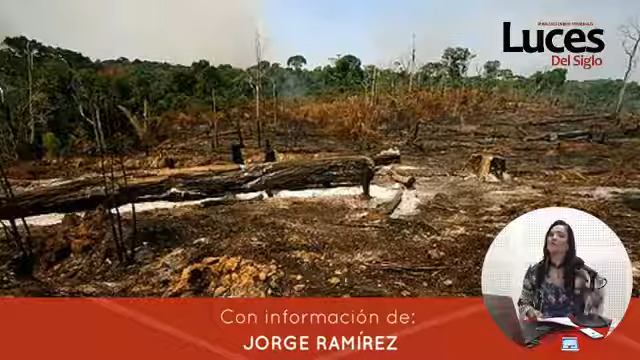 Luces
Del Siglo
Con información de:
JORGE RAMÍREZ